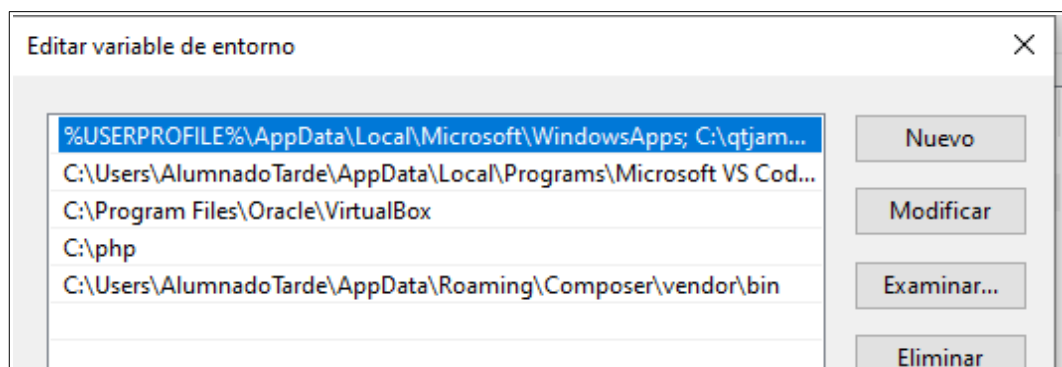 Editar variable de entorno
%USERPROFILE%\AppData\Local\Microsoft\WindowsApps; C:\qtjam...
Nuevo
C:\Users\AlumnadoTarde\AppData\Local\Programs\Microsoft VS Cod...
C:\Program Files\Oracle\VirtualBox
Modificar
C:\php
C:\Users\AlumnadoTarde\AppData\Roaming\Composer\vendor\bin
Examinar...
Eliminar